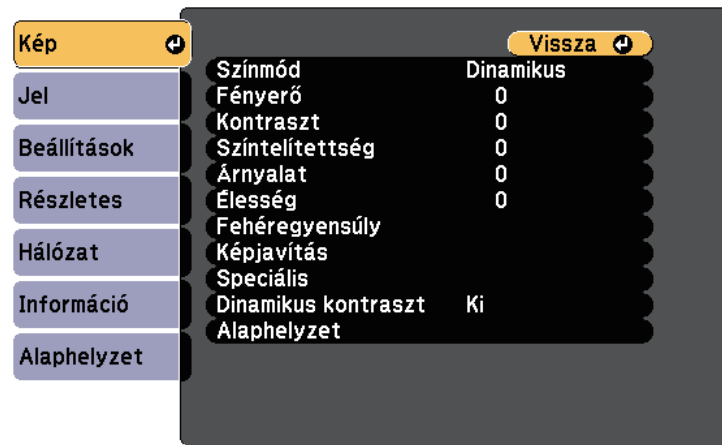 Kép
Jel
Beállítások
Részletes
Hálózat
Információ
Alaphelyzet
Vissza
Színmód Dinamikus
Fényerő 0
Kontraszt 0
Színtelítettség 0
Árnyalat 0
Élesség 0
Fehéregyensúly
Képjavítás
Speciális
Dinamikus kontraszt Ki
Alaphelyzet